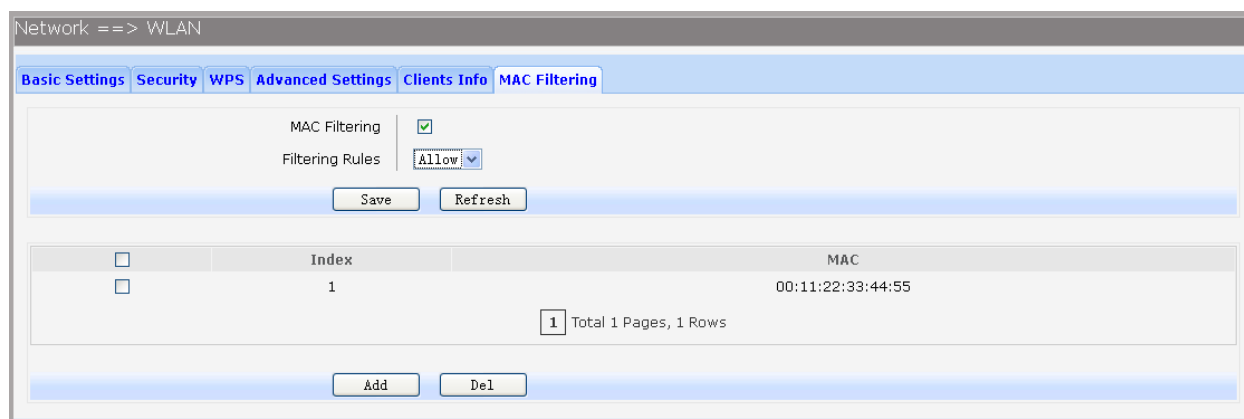 Network ==> WLAN
Basic Settings Security WPS Advanced Settings Clients Info MAC Filtering
MAC Filtering
Filtering Rules Allow
Save Refresh
Index MAC
1 00:11:22:33:44:55
1 Total 1 Pages, 1 Rows
Add Del